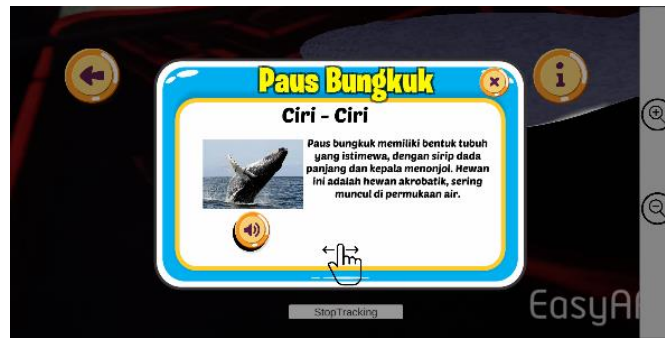 Paus Bungkuk
Ciri - Ciri
Paus bungkuk memiliki bentuk tubuh
yang istimewa, dengan sirip dada
panjang dan kepala menonjol. Hewan
ini adalah hewan akrobatik, sering
muncul di permukaan air.
StopTracking
EasyAR